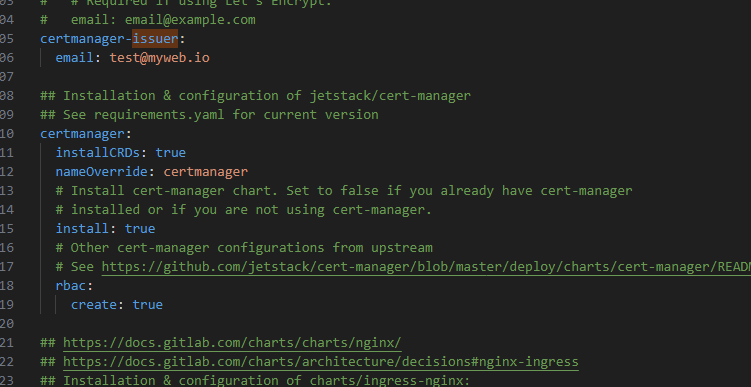 03 #   # Required if using Let's Encrypt.
04 #   email: email@example.com
05 certmanager-issuer:
06   email: test@myweb.io
07
08 ## Installation & configuration of jetstack/cert-manager
09 ## See requirements.yaml for current version
10 certmanager:
11   installCRDs: true
12   nameOverride: certmanager
13   # Install cert-manager chart. Set to false if you already have cert-manager
14   # installed or if you are not using cert-manager.
15   install: true
16   # Other cert-manager configurations from upstream
17   # See https://github.com/jetstack/cert-manager/blob/master/deploy/charts/cert-manager/READM
18   rbac:
19     create: true
20
21 ## https://docs.gitlab.com/charts/charts/nginx/
22 ## https://docs.gitlab.com/charts/architecture/decisions#nginx-ingress
23 ## Installation & configuration of charts/ingress-nginx: